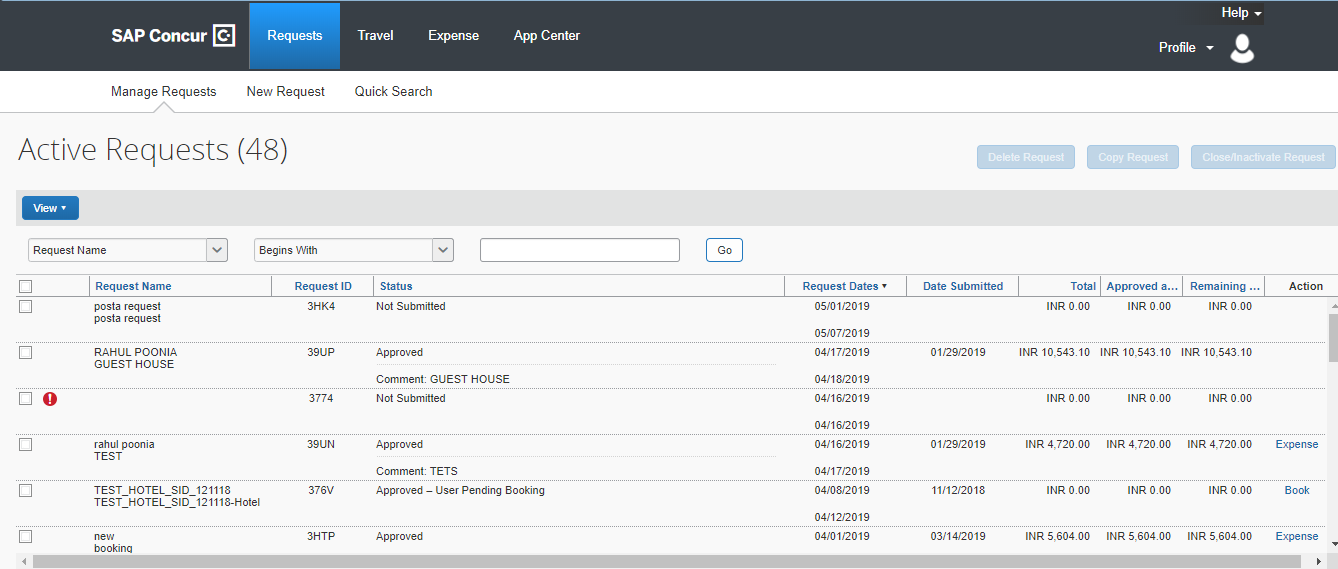 Help
SAP Concur C Requests Travel Expense App Center
Profile
Manage Requests New Request Quick Search
Active Requests (48)
Delete Request Copy Request Close/Inactivate Request
View
Request Name Begins With Go
Request Name Request ID Status Request Dates Date Submitted Total Approved a... Remaining ... Action
posta request 3HK4 Not Submitted 05/01/2019 INR 0.00 INR 0.00 INR 0.00
posta request
05/07/2019
RAHUL POONIA 39UP Approved 04/17/2019 01/29/2019 INR 10,543.10 INR 10,543.10 INR 10,543.10
GUEST HOUSE
Comment: GUEST HOUSE 04/18/2019
3774 Not Submitted 04/16/2019 INR 0.00 INR 0.00 INR 0.00
04/16/2019
rahul poonia 39UN Approved 04/16/2019 01/29/2019 INR 4,720.00 INR 4,720.00 INR 4,720.00 Expense
TEST
Comment: TETS 04/17/2019
TEST_HOTEL_SID_121118 376V Approved – User Pending Booking 04/08/2019 11/12/2018 INR 0.00 INR 0.00 INR 0.00 Book
TEST_HOTEL_SID_121118-Hotel
04/12/2019
new 3HTP Approved 04/01/2019 03/14/2019 INR 5,604.00 INR 5,604.00 INR 5,604.00 Expense
booking